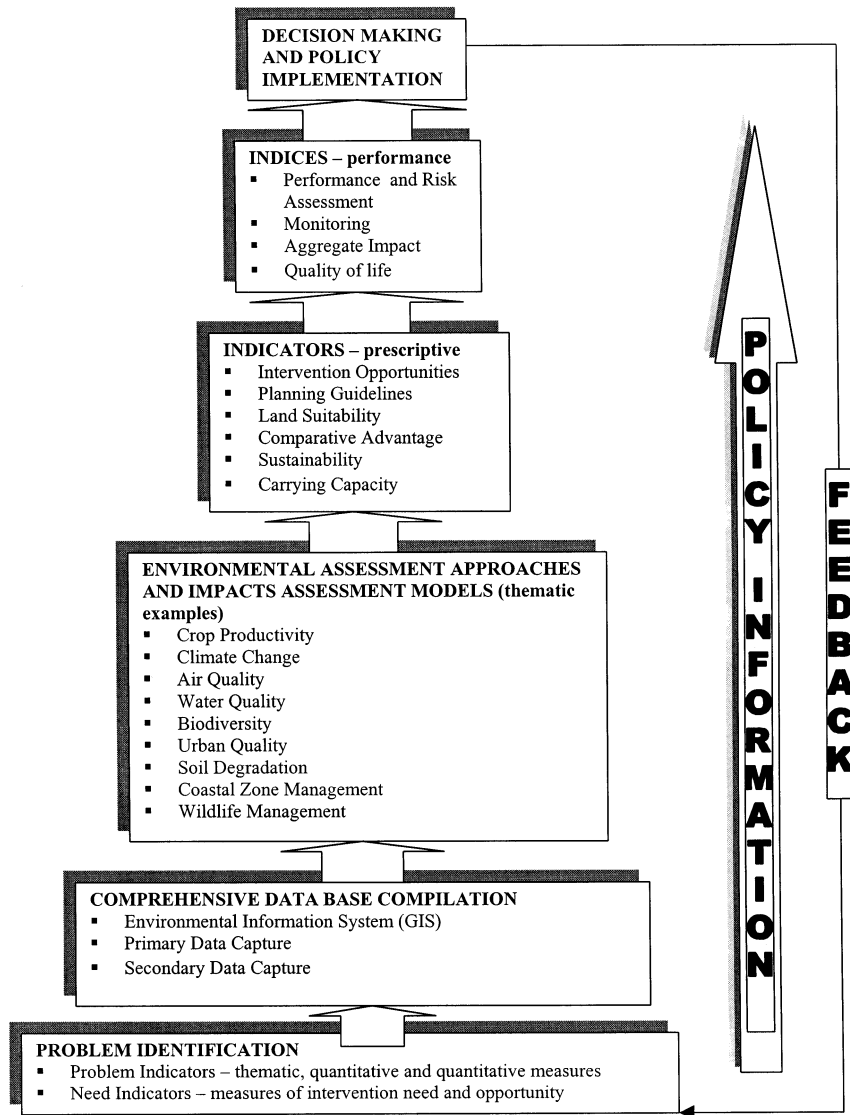 DECISION MAKING
AND POLICY
IMPLEMENTATION
INDICES – performance
▪ Performance and Risk
Assessment
▪ Monitoring
▪ Aggregate Impact
▪ Quality of life
INDICATORS – prescriptive
▪ Intervention Opportunities
▪ Planning Guidelines
▪ Land Suitability
▪ Comparative Advantage
▪ Sustainability
▪ Carrying Capacity
ENVIRONMENTAL ASSESSMENT APPROACHES
AND IMPACTS ASSESSMENT MODELS (thematic
examples)
▪ Crop Productivity
▪ Climate Change
▪ Air Quality
▪ Water Quality
▪ Biodiversity
▪ Urban Quality
▪ Soil Degradation
▪ Coastal Zone Management
▪ Wildlife Management
COMPREHENSIVE DATA BASE COMPILATION
▪ Environmental Information System (GIS)
▪ Primary Data Capture
▪ Secondary Data Capture
PROBLEM IDENTIFICATION
▪ Problem Indicators – thematic, quantitative and quantitative measures
▪ Need Indicators – measures of intervention need and opportunity
POLICY INFORMATION
FEEDBACK